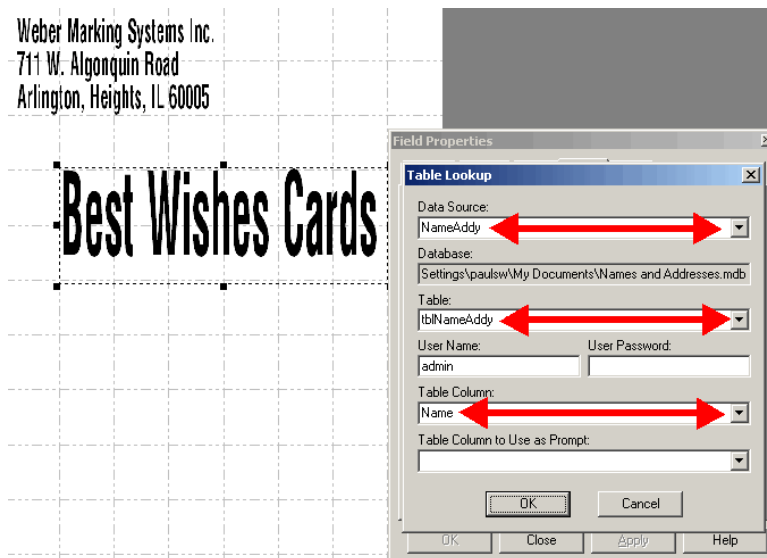 Weber Marking Systems Inc.
711 W. Algonquin Road
Arlington, Heights, IL 60005
Best Wishes Cards
Field Properties
Table Lookup
Data Source:
NameAddy
Database:
Settings\paulsw\My Documents\Names and Addresses.mdb
Table:
tblNameAddy
User Name: User Password:
admin
Table Column:
Name
Table Column to Use as Prompt:
OK Cancel
OK Close Apply Help